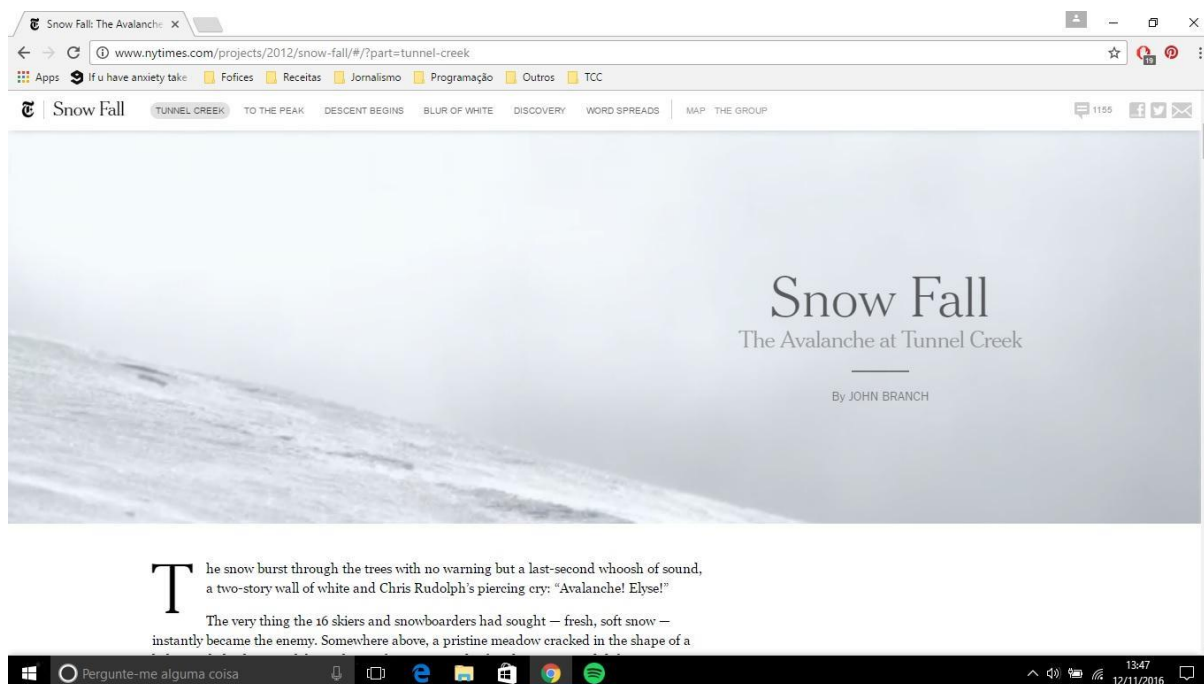 Snow Fall: The Avalanche
www.nytimes.com/projects/2012/snow-fall/#/?part=tunnel-creek
19
Apps If u have anxiety take Fofices Receitas Jornalismo Programação Outros TCC
Snow Fall TUNNEL CREEK TO THE PEAK DESCENT BEGINS BLUR OF WHITE DISCOVERY WORD SPREADS MAP THE GROUP 1155
Snow Fall
The Avalanche at Tunnel Creek
By JOHN BRANCH
The snow burst through the trees with no warning but a last-second whoosh of sound,
a two-story wall of white and Chris Rudolph’s piercing cry: “Avalanche! Elyse!”
The very thing the 16 skiers and snowboarders had sought — fresh, soft snow —
instantly became the enemy. Somewhere above, a pristine meadow cracked in the shape of a
Pergunte-me alguma coisa
13:47
12/11/2016